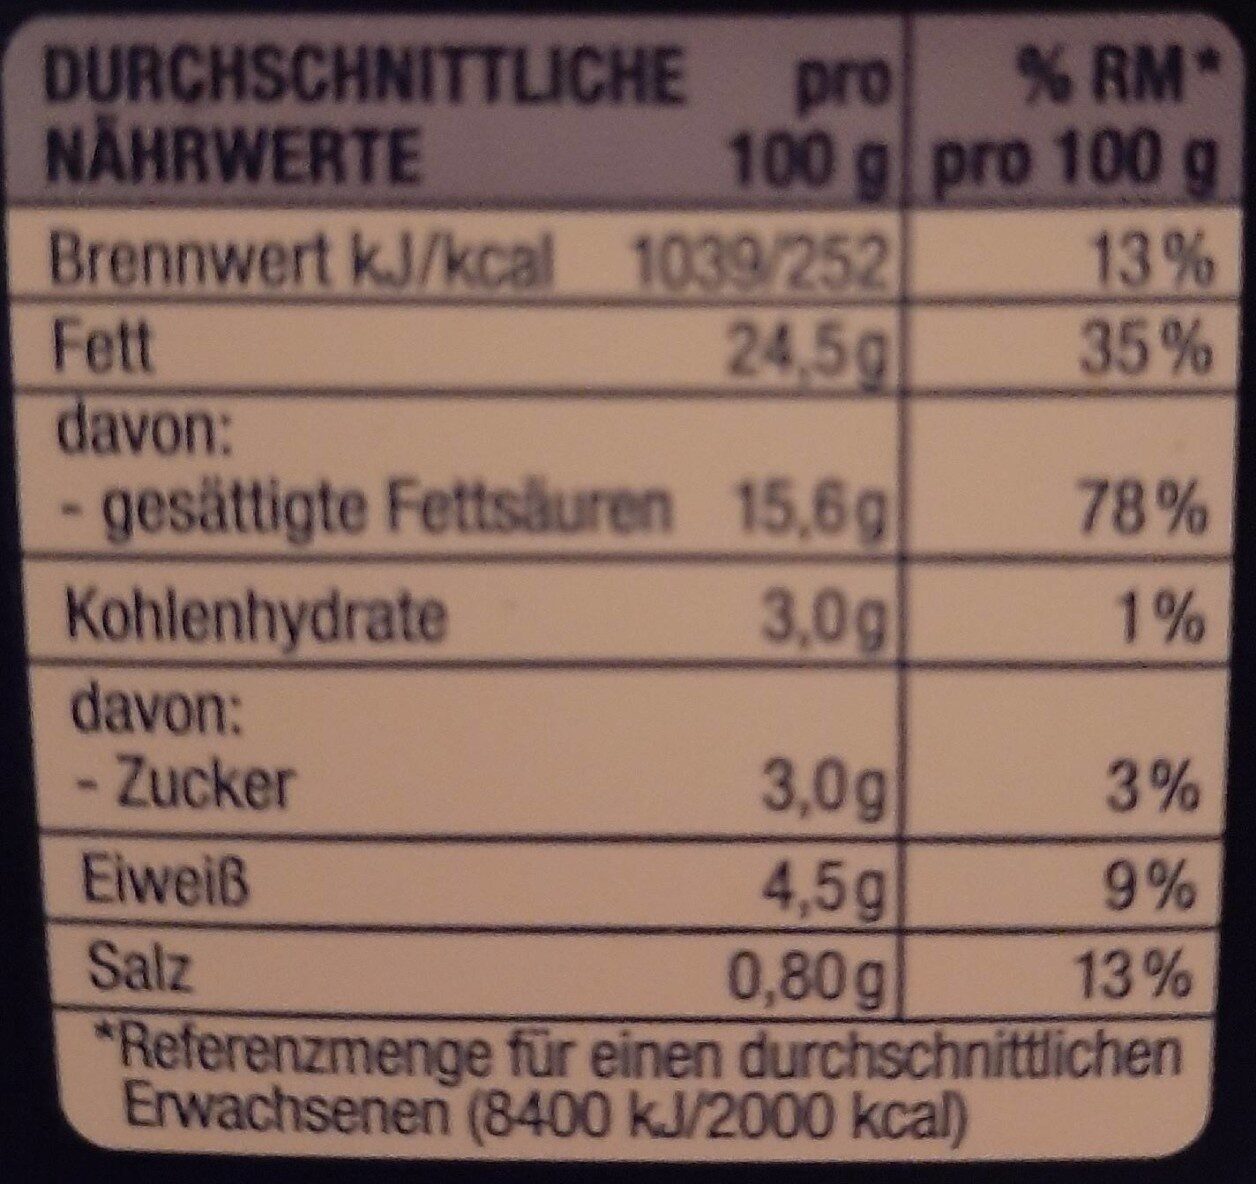 DURCHSCHNITTLICHE pro % RM*
NÄHRWERTE 100 g pro 100 g
Brennwert kJ/kcal 1039/252 13%
Fett 24,5g 35%
davon:
- gesättigte Fettsäuren 15,6g 78%
Kohlenhydrate 3,0g 1%
davon:
- Zucker 3,0g 3%
Eiweiß 4,5g 9%
Salz 0,80g 13%
*Referenzmenge für einen durchschnittlichen
Erwachsenen (8400 kJ/2000 kcal)